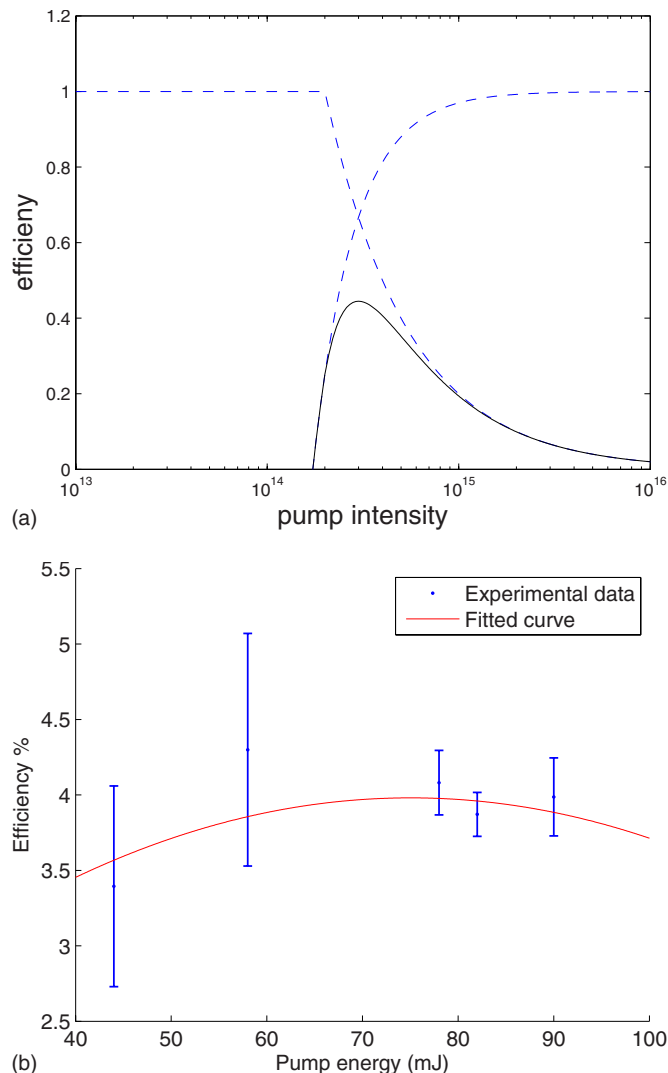 1.2
1
0.8
0.6
0.4
0.2
0
efficieny
10^13 10^14 10^15 10^16
(a) pump intensity
5.5
5
4.5
4
3.5
3
2.5
Efficiency %
Experimental data
Fitted curve
40 50 60 70 80 90 100
(b) Pump energy (mJ)